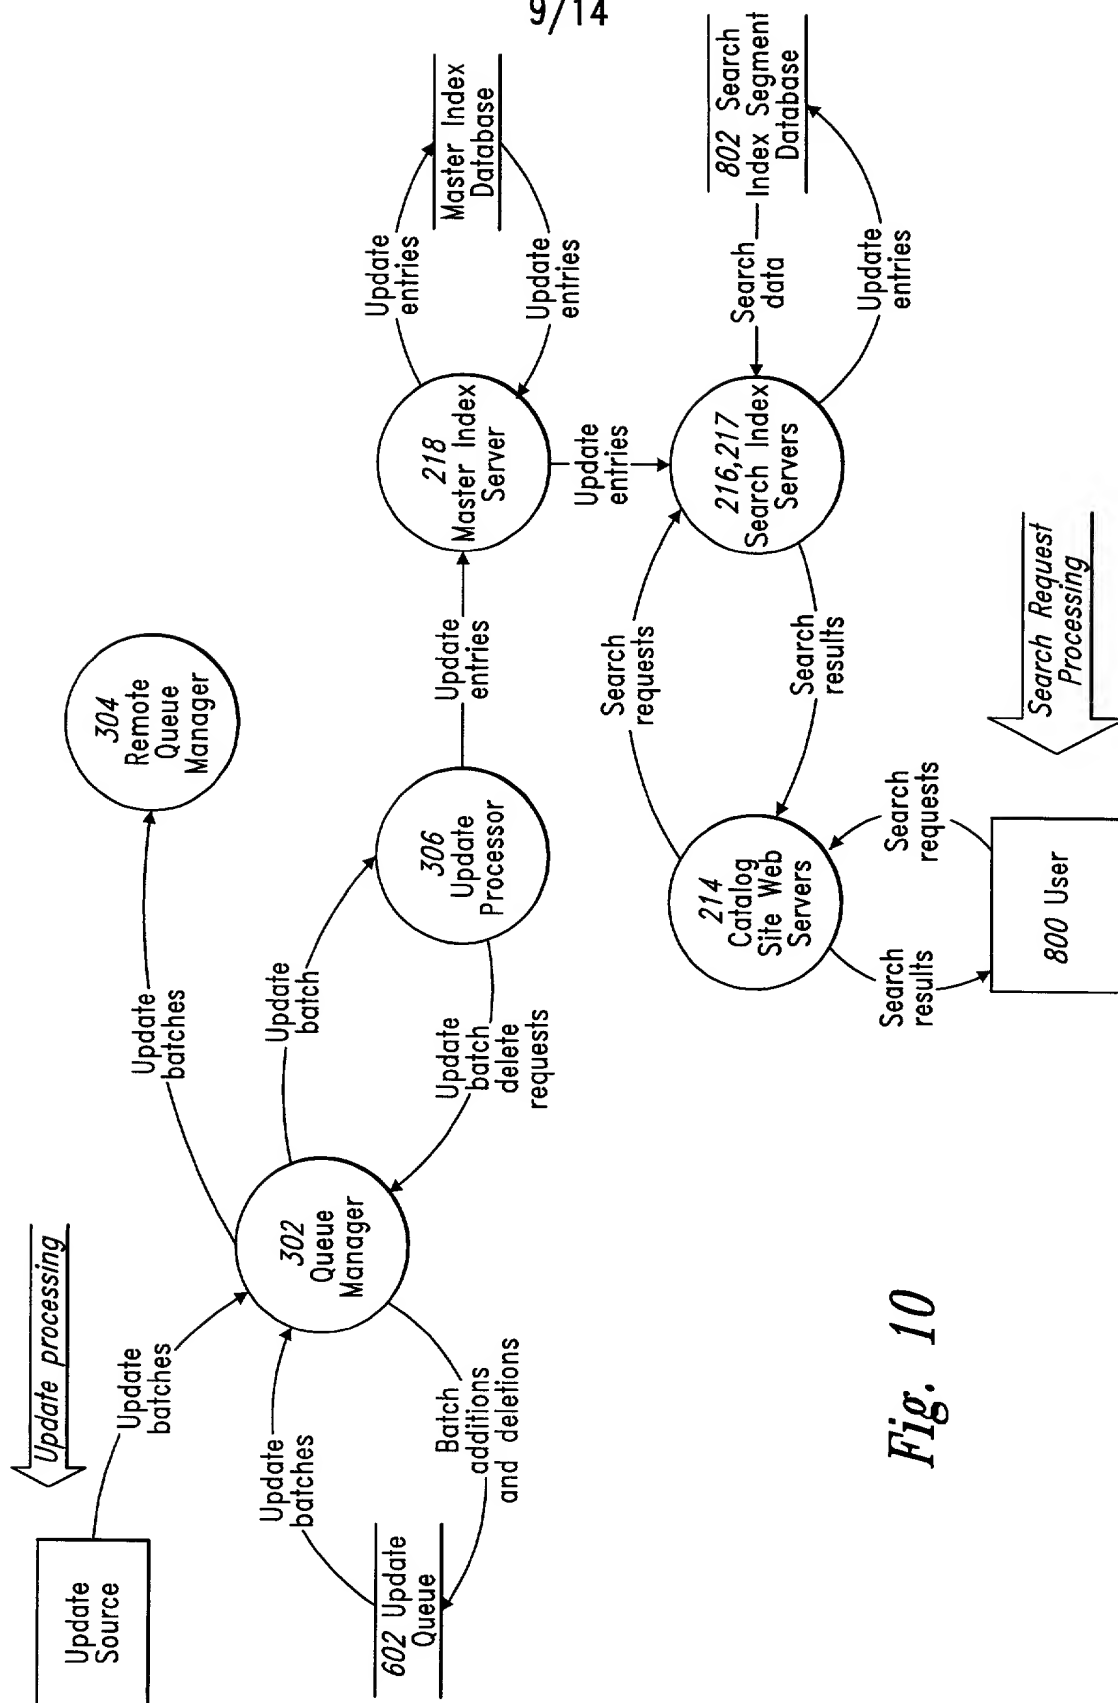 9/14
Update processing
Update
Source
Update
batches
302
Queue
Manager
Update
batches
304
Remote
Queue
Manager
Update
batches
602 Update
Queue
Batch
additions
and deletions
Update
batch
Update
batch
delete
requests
306
Update
Processor
Update
entries
218
Master Index
Server
Update
entries
Master Index
Database
Update
entries
Update
entries
216,217
Search Index
Servers
Search
data
802 Search
Index Segment
Database
Update
entries
Search
requests
Search
results
214
Catalog
Site Web
Servers
Search
requests
Search
results
800 User
Search Request
Processing
Fig. 10